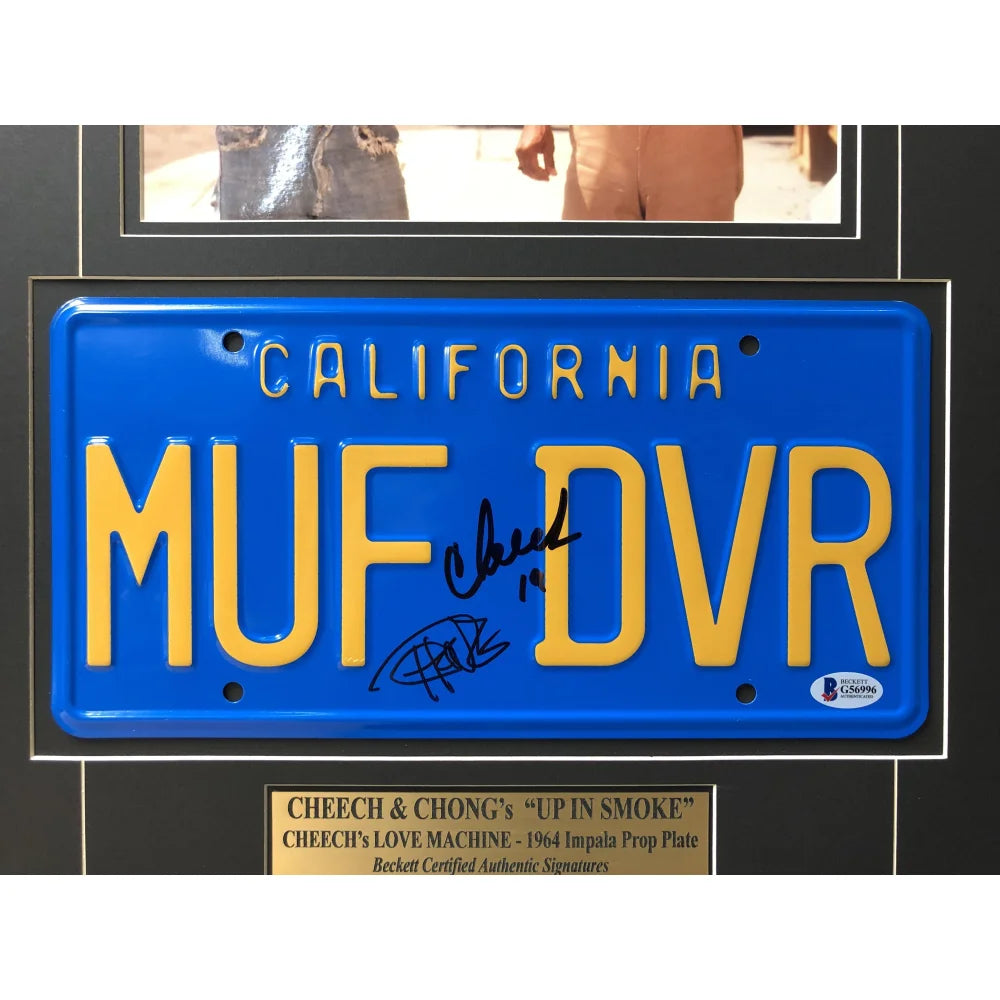 CALIFORNIA
MUF DVR
Cheech
Chong
BECKETT
G56996
AUTHENTICATED
CHEECH & CHONG's "UP IN SMOKE"
CHEECH's LOVE MACHINE - 1964 Impala Prop Plate
Beckett Certified Authentic Signatures